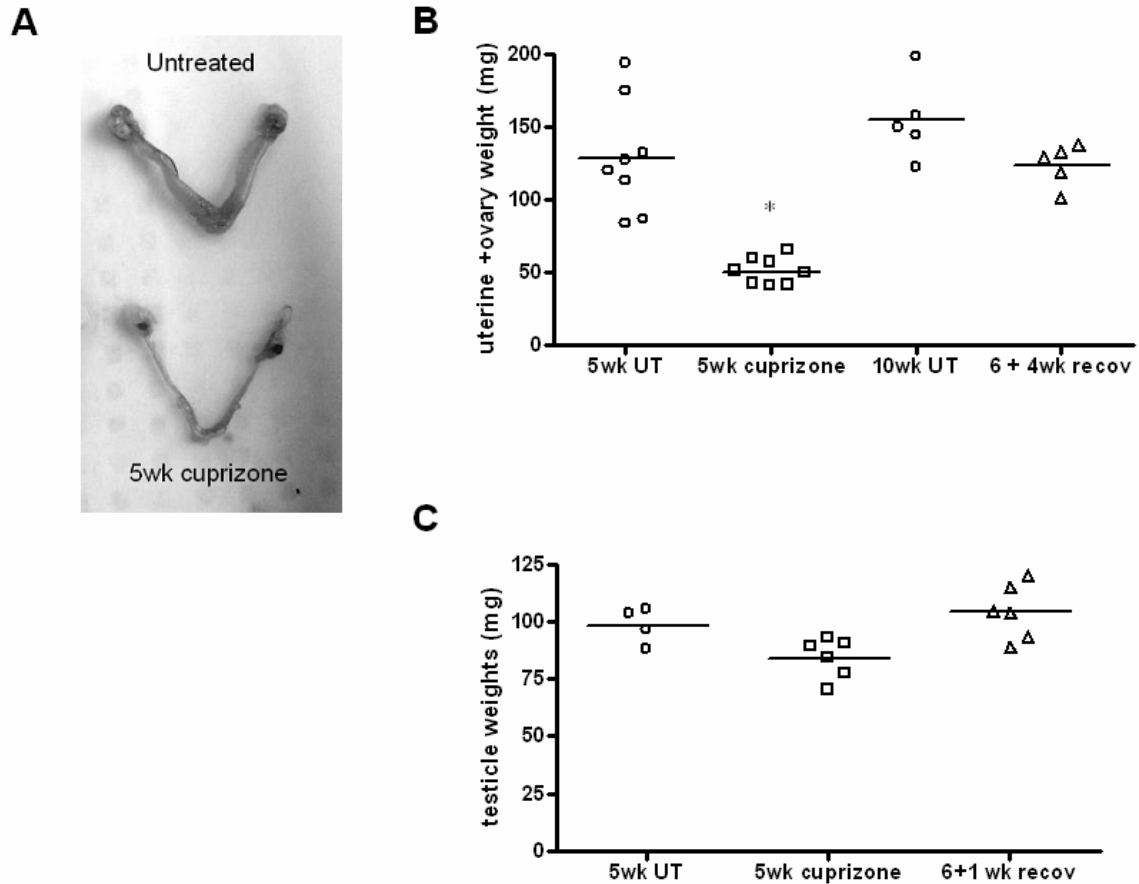 A
Untreated
5wk cuprizone
B
uterine +ovary weight (mg)
200
150
100
50
0
*
5wk UT
5wk cuprizone
10wk UT
6 + 4wk recov
C
testicle weights (mg)
125
100
75
50
25
0
5wk UT
5wk cuprizone
6+1 wk recov